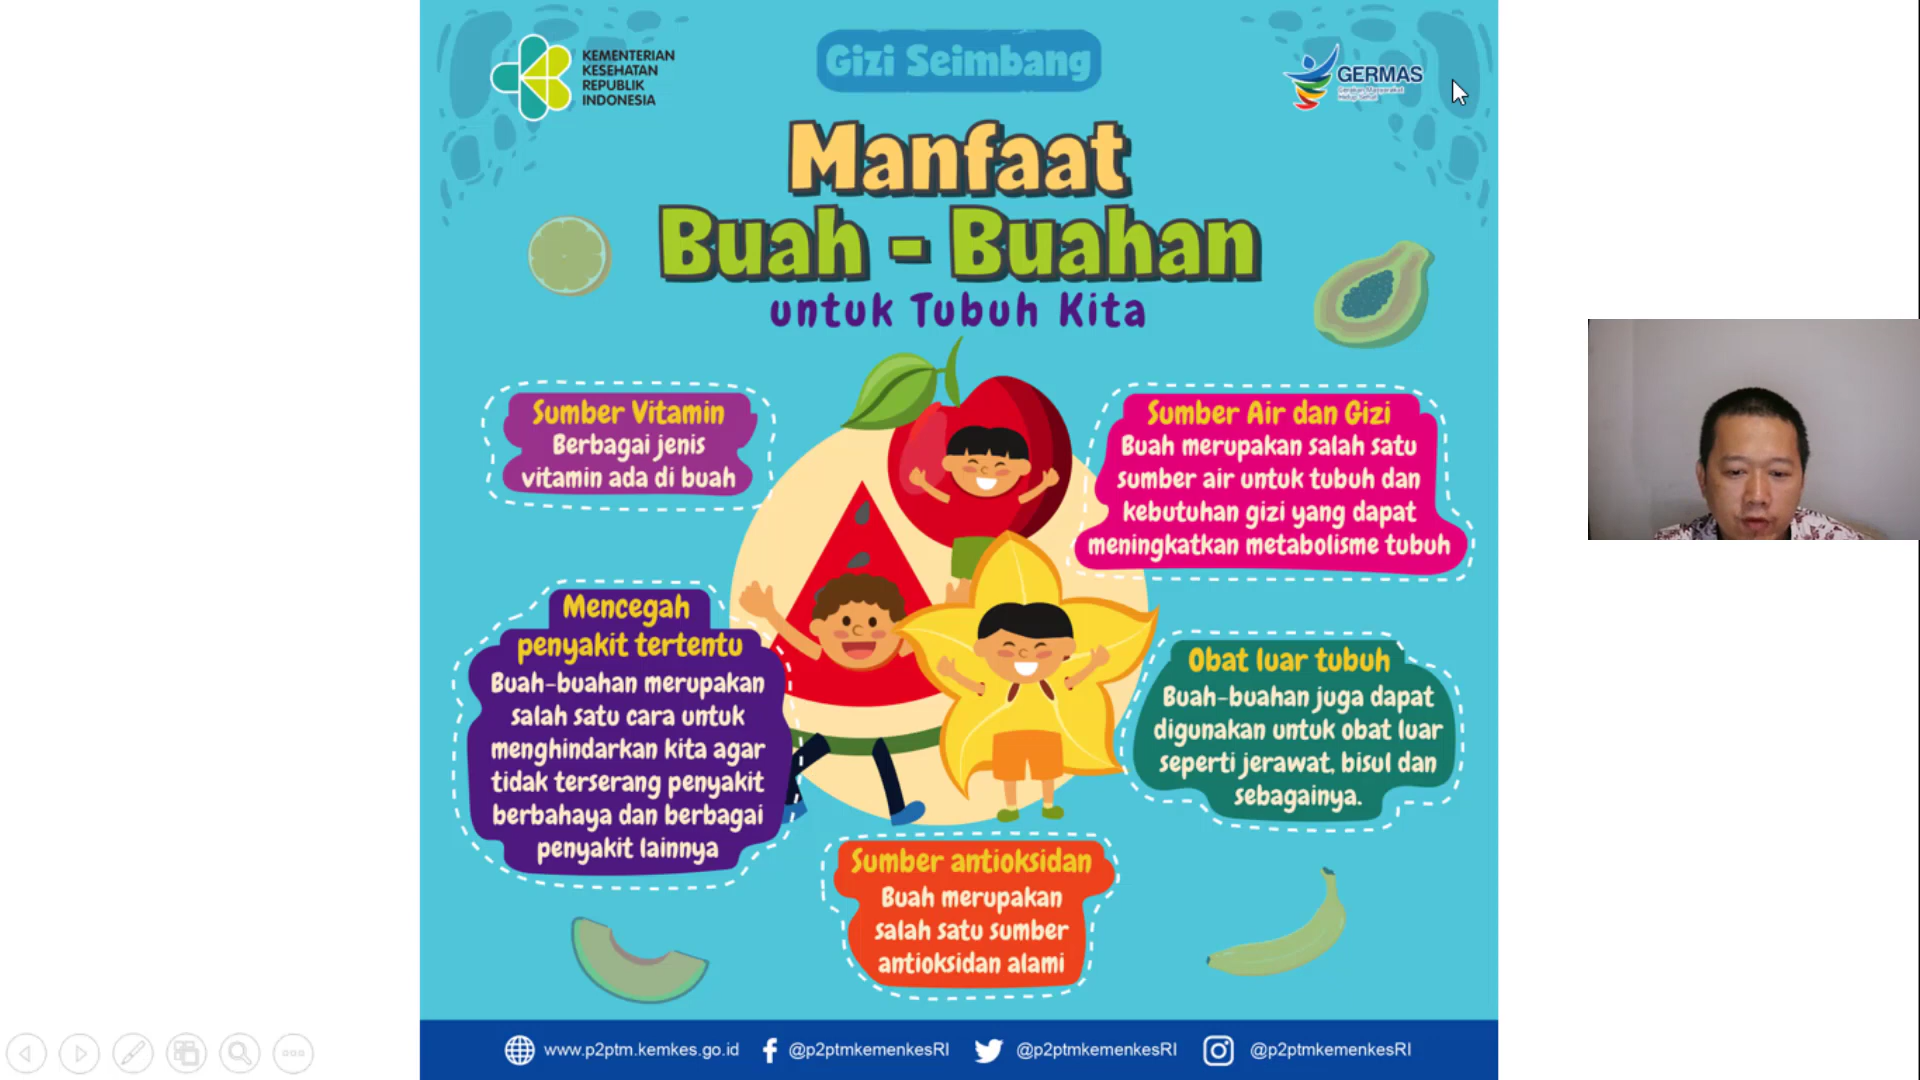 KEMENTERIAN
KESEHATAN
REPUBLIK
INDONESIA
Gizi Seimbang
GERMAS
Gerakan Masyarakat
Hidup Sehat
Manfaat
Buah - Buahan
untuk Tubuh Kita
Sumber Vitamin
Berbagai jenis
vitamin ada di buah
Sumber Air dan Gizi
Buah merupakan salah satu
sumber air untuk tubuh dan
kebutuhan gizi yang dapat
meningkatkan metabolisme tubuh
Mencegah
penyakit tertentu
Buah-buahan merupakan
salah satu cara untuk
menghindarkan kita agar
tidak terserang penyakit
berbahaya dan berbagai
penyakit lainnya
Obat luar tubuh
Buah-buahan juga dapat
digunakan untuk obat luar
seperti jerawat, bisul dan
sebagainya.
Sumber antioksidan
Buah merupakan
salah satu sumber
antioksidan alami
www.p2ptm.kemkes.go.id
@p2ptmkemenkesRI
@p2ptmkemenkesRI
@p2ptmkemenkesRI